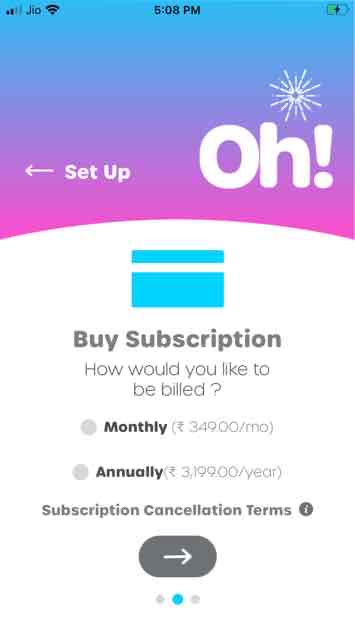 Jio 5:08 PM
Oh!
← Set Up
Buy Subscription
How would you like to
be billed ?
Monthly (₹ 349.00/mo)
Annually(₹ 3,199.00/year)
Subscription Cancellation Terms i